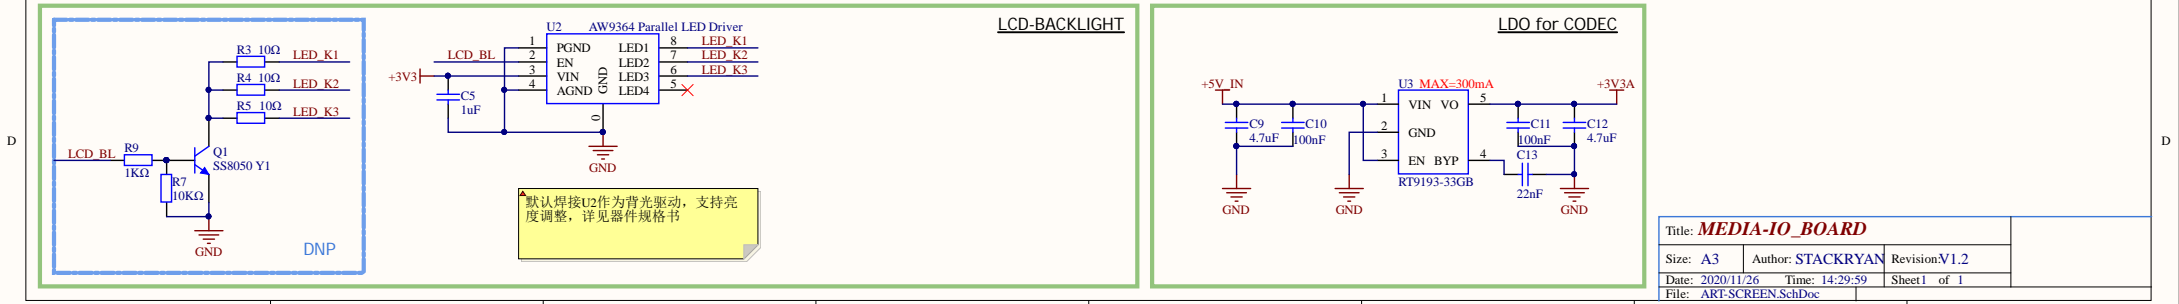 LCD-BACKLIGHT
R3 10Ω
LED_K1
R4 10Ω
LED_K2
R5 10Ω
LED_K3
LCD_BL
R9
1KΩ
Q1
SS8050 Y1
R7
10KΩ
GND
DNP
U2
AW9364 Parallel LED Driver
1 PGND LED1 8 LED_K1
LCD_BL 2 EN LED2 7 LED_K2
+3V3 3 VIN LED3 6 LED_K3
4 AGND LED4 5
GND
0
C5
1uF
GND
默认焊接U2作为背光驱动，支持亮
度调整，详见器件规格书
LDO for CODEC
+5V_IN
U3 MAX=300mA
+3V3A
1 VIN VO 5
2 GND
3 EN BYP 4
RT9193-33GB
C9
4.7uF
C10
100nF
C11
100nF
C12
4.7uF
C13
22nF
GND
GND
GND
D
D
Title: MEDIA-IO_BOARD
Size: A3 Author: STACKRYAN Revision:V1.2
Date: 2020/11/26 Time: 14:29:59 Sheet1 of 1
File: ART-SCREEN.SchDoc